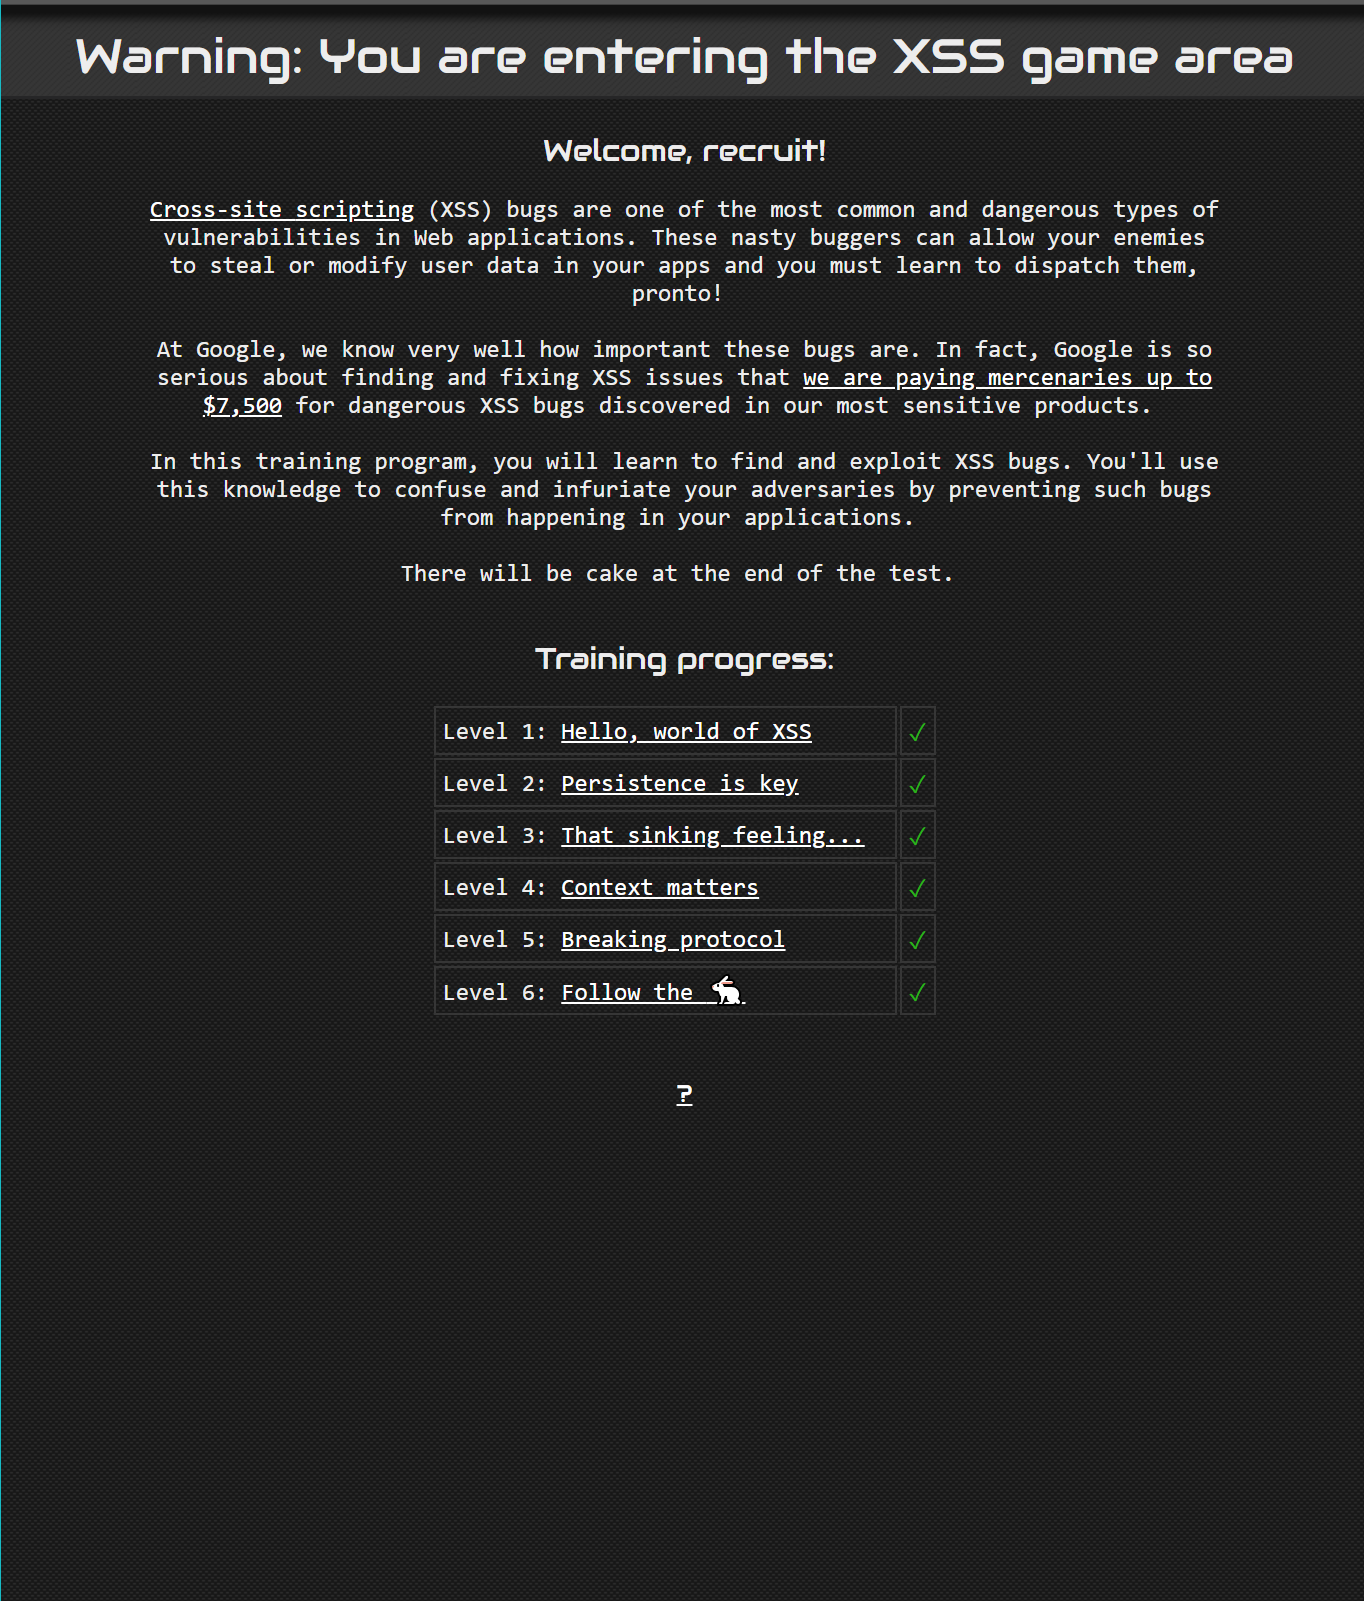 Warning: You are entering the XSS game area
Welcome, recruit!
Cross-site scripting (XSS) bugs are one of the most common and dangerous types of
vulnerabilities in Web applications. These nasty buggers can allow your enemies
to steal or modify user data in your apps and you must learn to dispatch them,
pronto!
At Google, we know very well how important these bugs are. In fact, Google is so
serious about finding and fixing XSS issues that we are paying mercenaries up to
$7,500 for dangerous XSS bugs discovered in our most sensitive products.
In this training program, you will learn to find and exploit XSS bugs. You'll use
this knowledge to confuse and infuriate your adversaries by preventing such bugs
from happening in your applications.
There will be cake at the end of the test.
Training progress:
Level 1: Hello, world of XSS ✓
Level 2: Persistence is key ✓
Level 3: That sinking feeling... ✓
Level 4: Context matters ✓
Level 5: Breaking protocol ✓
Level 6: Follow the 🐇 ✓
?